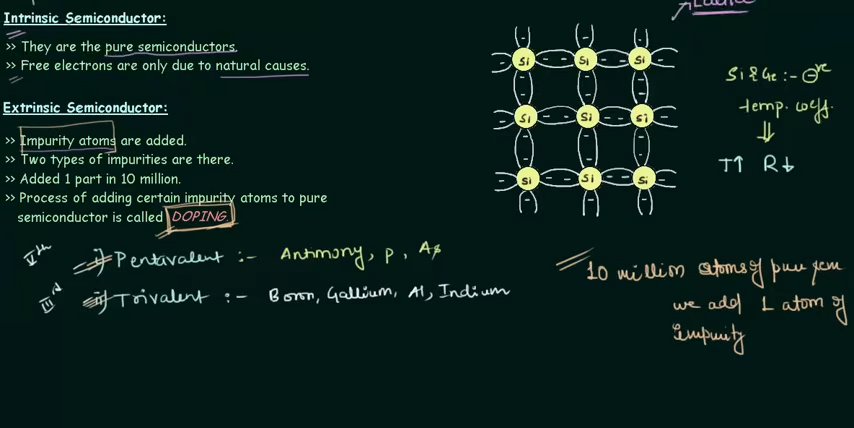 Intrinsic Semiconductor:
>> They are the pure semiconductors.
>> Free electrons are only due to natural causes.
Extrinsic Semiconductor:
>> Impurity atoms are added.
>> Two types of impurities are there.
>> Added 1 part in 10 million.
>> Process of adding certain impurity atoms to pure
semiconductor is called DOPING.
Vth i) Pentavalent :- Antimony, P, As
IIIrd ii) Trivalent :- Boron, Gallium, Al, Indium
Si Si Si
Si Si Si
Si Si Si
Si & Ge :- ⊖ve
temp. coeff.
⇓
T↑ R↓
10 million atoms of pure
we add 1 atom of
impurity